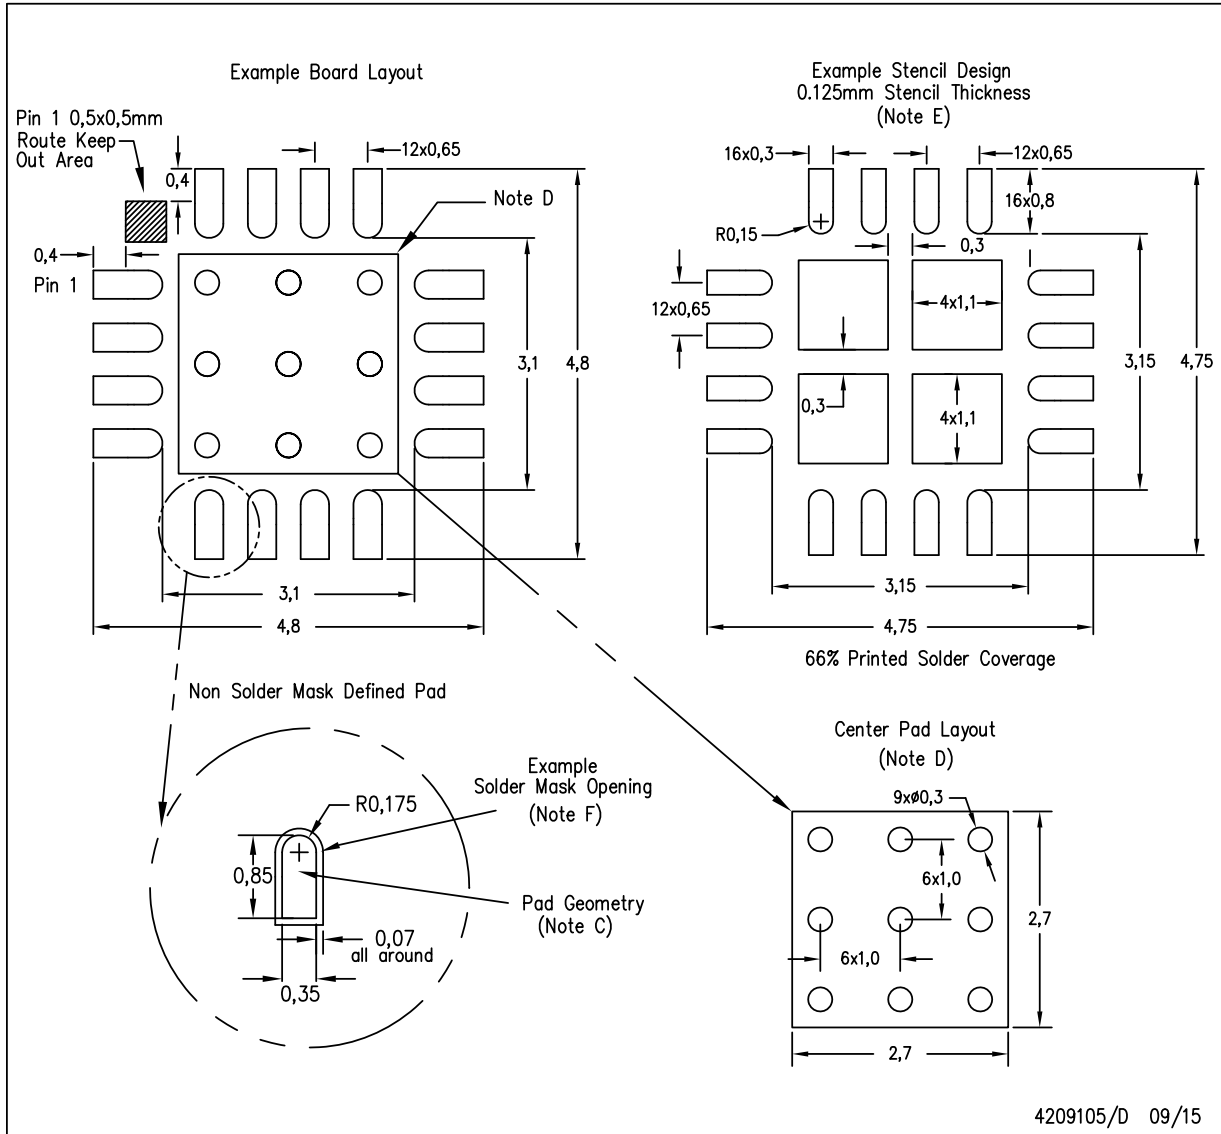 Example Board Layout
Pin 1 0,5x0,5mm
Route Keep
Out Area
12x0,65
0,4
Note D
0,4
Pin 1
3,1
4,8
3,1
4,8
Example Stencil Design
0.125mm Stencil Thickness
(Note E)
16x0,3
12x0,65
16x0,8
R0,15
0,3
12x0,65
4x1,1
0,3
4x1,1
3,15
4,75
3,15
4,75
66% Printed Solder Coverage
Non Solder Mask Defined Pad
Example
Solder Mask Opening
(Note F)
R0,175
0,85
Pad Geometry
(Note C)
0,07
all around
0,35
Center Pad Layout
(Note D)
9xø0,3
6x1,0
6x1,0
2,7
2,7
4209105/D 09/15